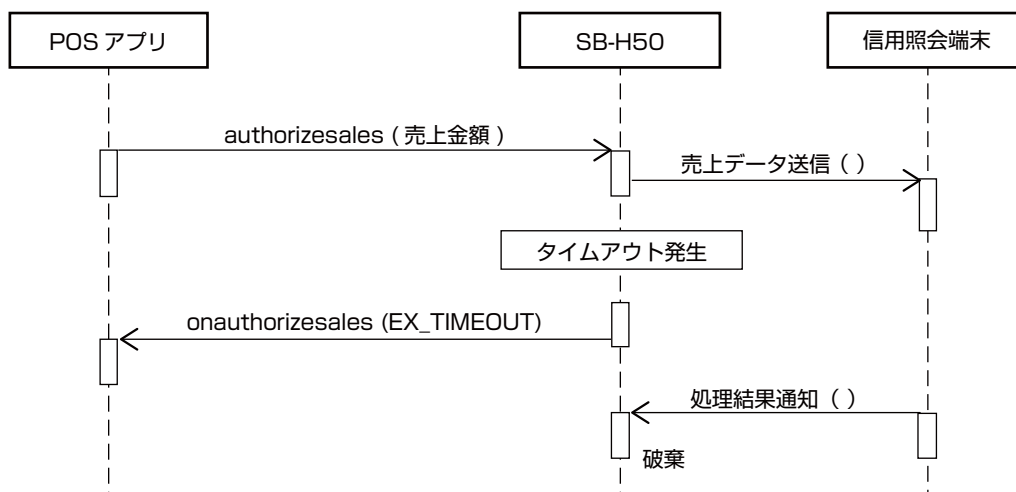 POS アプリ
SB-H50
信用照会端末
authorizesales ( 売上金額 )
売上データ送信 ( )
タイムアウト発生
onauthorizesales (EX_TIMEOUT)
処理結果通知 ( )
破棄